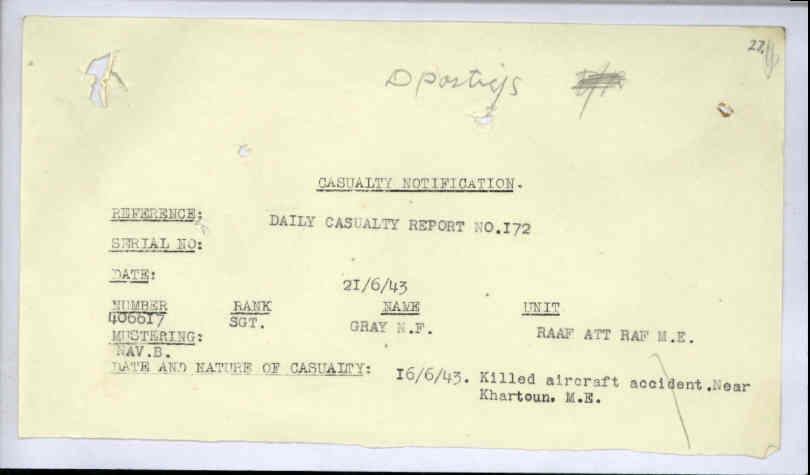 22.
D Postings
CASUALTY NOTIFICATION.
REFERENCE: DAILY CASUALTY REPORT NO.172
SERIAL NO:
DATE: 21/6/43
NUMBER RANK NAME UNIT
406617 SGT. GRAY N.F. RAAF ATT RAF M.E.
MUSTERING:
NAV.B.
DATE AND NATURE OF CASUALTY: 16/6/43. Killed aircraft accident.Near
Khartoun. M.E.